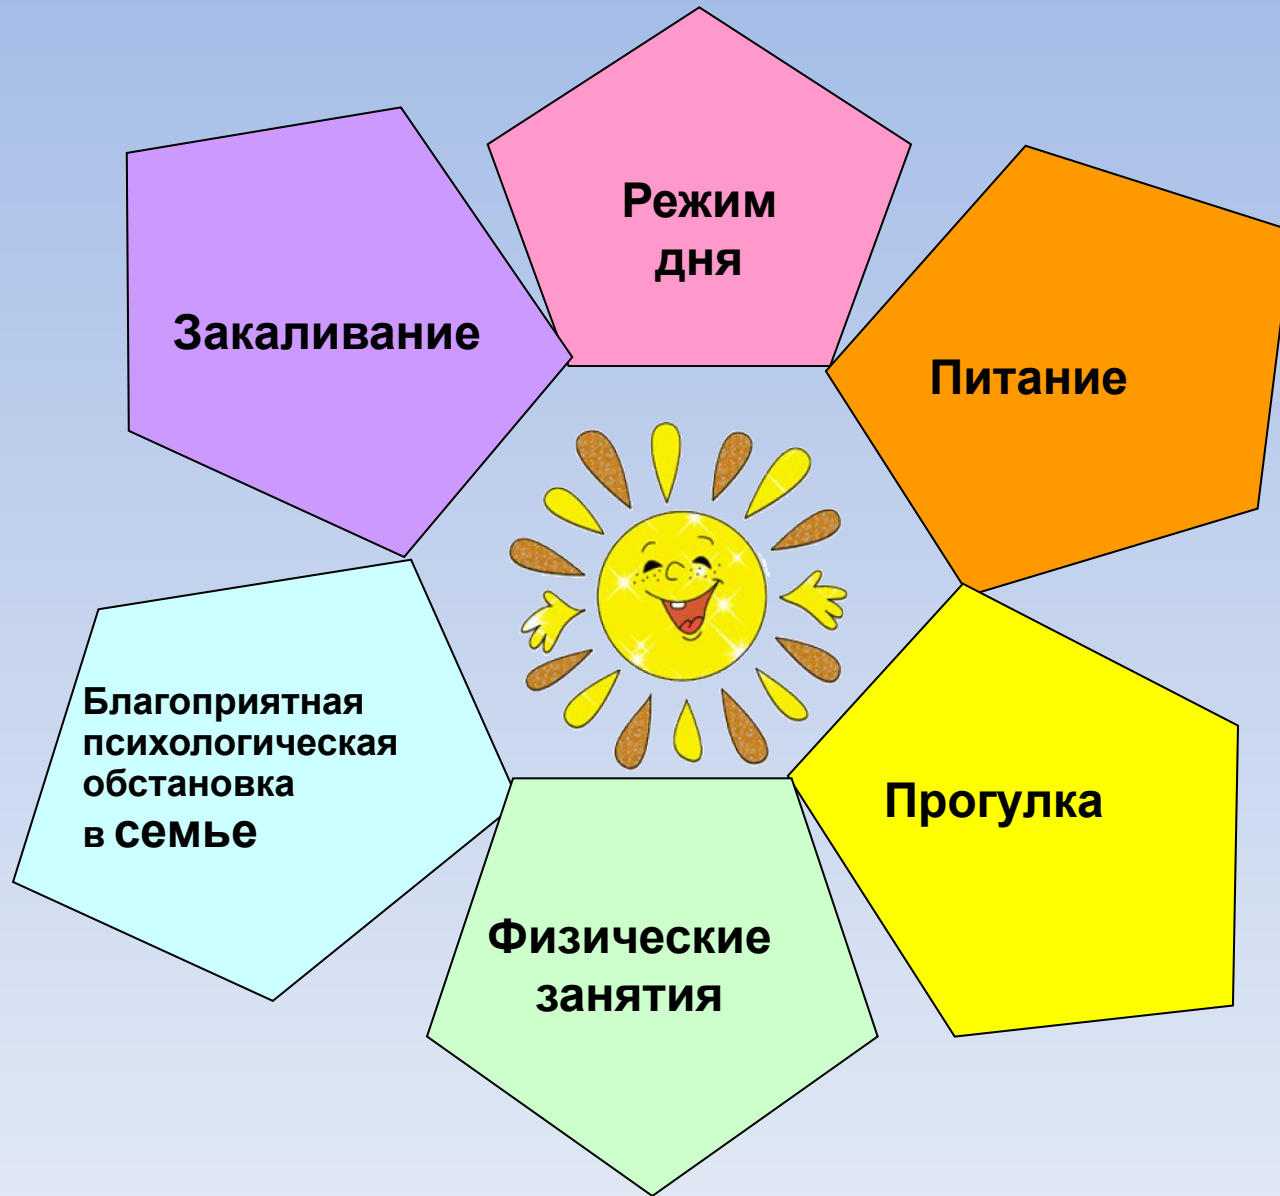 Режим
дня
Закаливание
Питание
Благоприятная
психологическая
обстановка
в семье
Прогулка
Физические
занятия